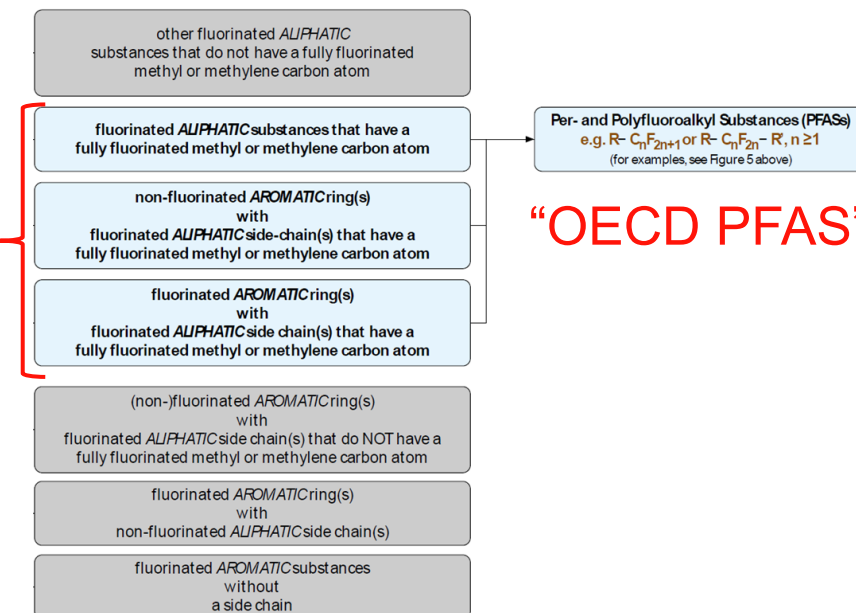 other fluorinated ALIPHATIC
substances that do not have a fully fluorinated
methyl or methylene carbon atom
fluorinated ALIPHATIC substances that have a
fully fluorinated methyl or methylene carbon atom
non-fluorinated AROMATIC ring(s)
with
fluorinated ALIPHATIC side-chain(s) that have a
fully fluorinated methyl or methylene carbon atom
fluorinated AROMATIC ring(s)
with
fluorinated ALIPHATIC side chain(s) that have a
fully fluorinated methyl or methylene carbon atom
(non-)fluorinated AROMATIC ring(s)
with
fluorinated ALIPHATIC side chain(s) that do NOT have a
fully fluorinated methyl or methylene carbon atom
fluorinated AROMATIC ring(s)
with
non-fluorinated ALIPHATIC side chain(s)
fluorinated AROMATIC substances
without
a side chain
Per- and Polyfluoroalkyl Substances (PFASs)
e.g. R– CnF2n+1 or R– CnF2n– R', n ≥1
(for examples, see Figure 5 above)
“OECD PFAS”